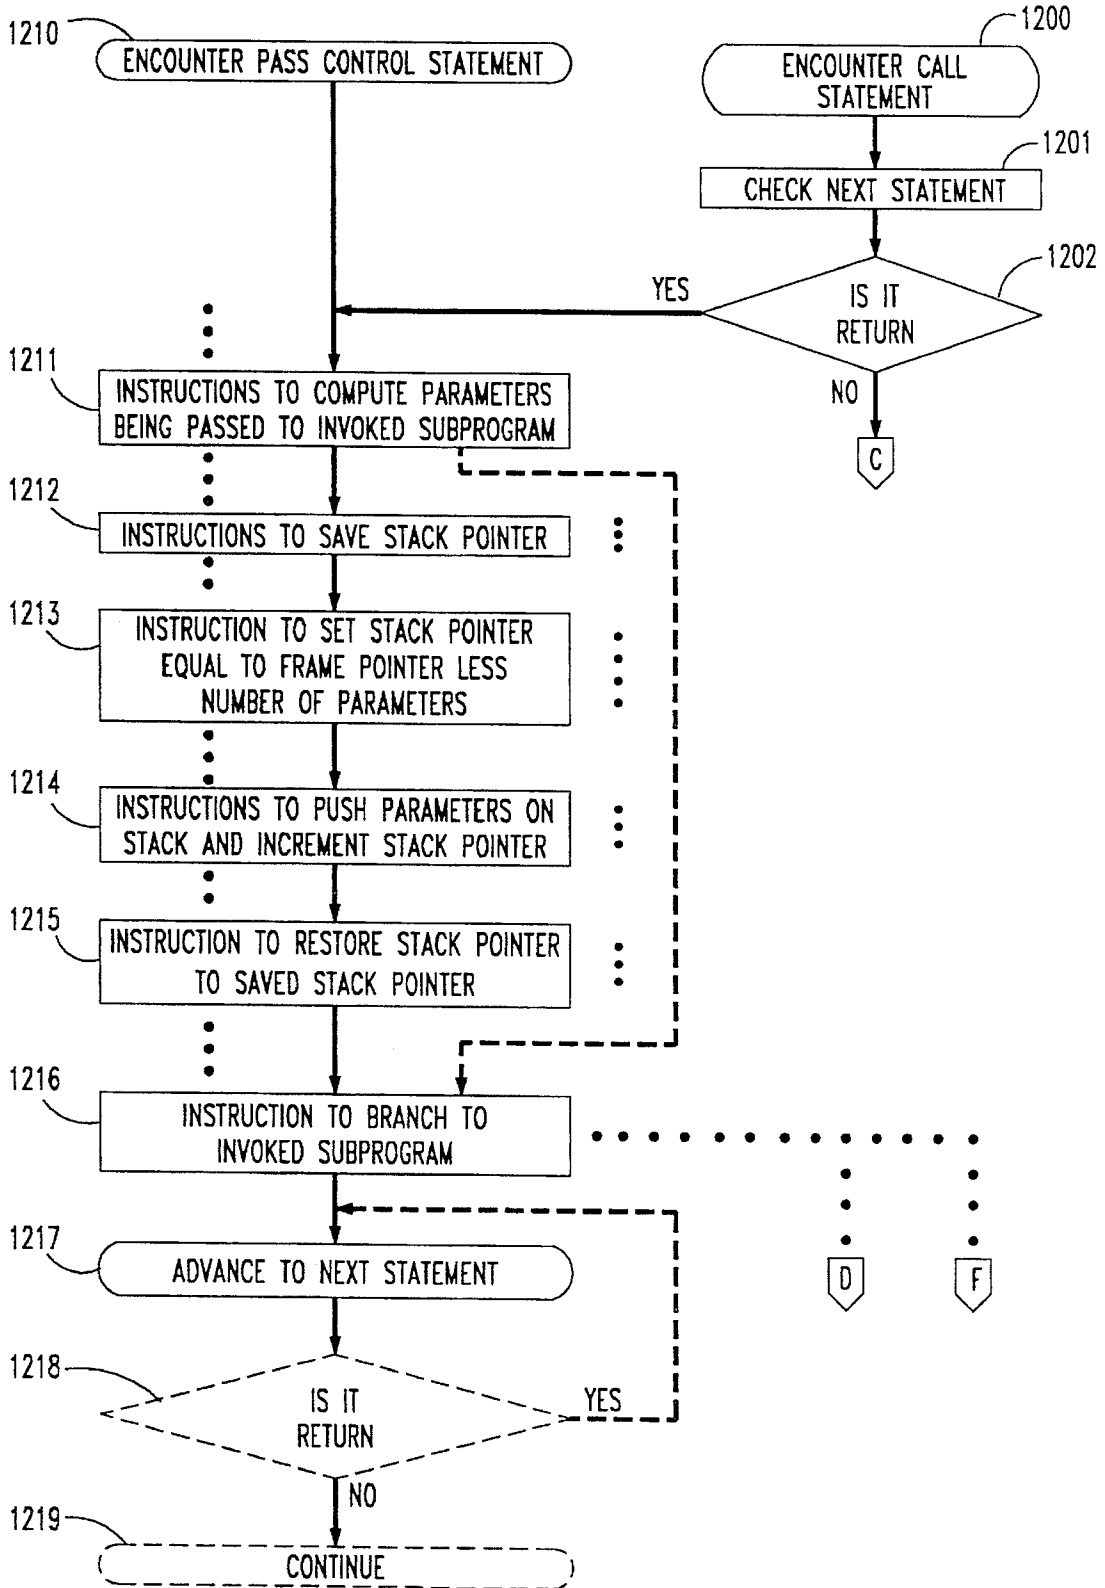 1210
ENCOUNTER PASS CONTROL STATEMENT
1200
ENCOUNTER CALL
STATEMENT
1201
CHECK NEXT STATEMENT
1202
IS IT
RETURN
YES
NO
C
1211
INSTRUCTIONS TO COMPUTE PARAMETERS
BEING PASSED TO INVOKED SUBPROGRAM
1212
INSTRUCTIONS TO SAVE STACK POINTER
1213
INSTRUCTION TO SET STACK POINTER
EQUAL TO FRAME POINTER LESS
NUMBER OF PARAMETERS
1214
INSTRUCTIONS TO PUSH PARAMETERS ON
STACK AND INCREMENT STACK POINTER
1215
INSTRUCTION TO RESTORE STACK POINTER
TO SAVED STACK POINTER
1216
INSTRUCTION TO BRANCH TO
INVOKED SUBPROGRAM
D
F
1217
ADVANCE TO NEXT STATEMENT
1218
IS IT
RETURN
YES
NO
1219
CONTINUE